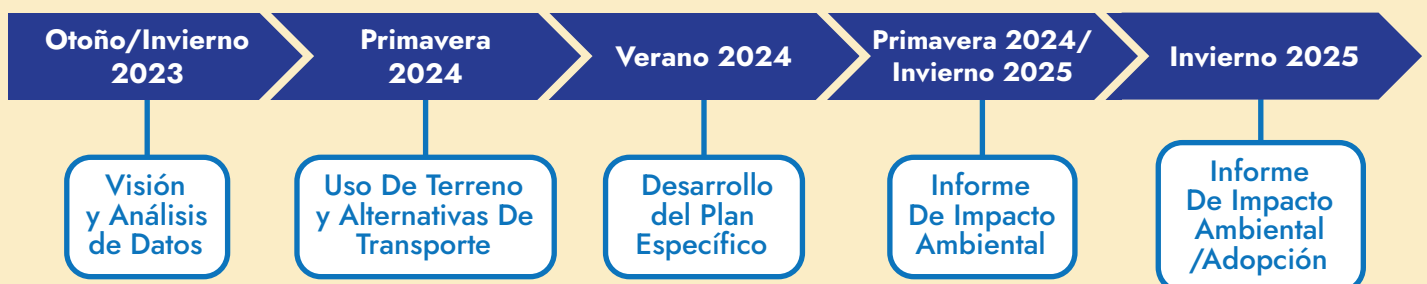 Otoño/Invierno
2023
Primavera
2024
Verano 2024
Primavera 2024/
Invierno 2025
Invierno 2025
Visión
y Análisis
de Datos
Uso De Terreno
y Alternativas De
Transporte
Desarrollo
del Plan
Específico
Informe
De Impacto
Ambiental
Informe
De Impacto
Ambiental
/Adopción